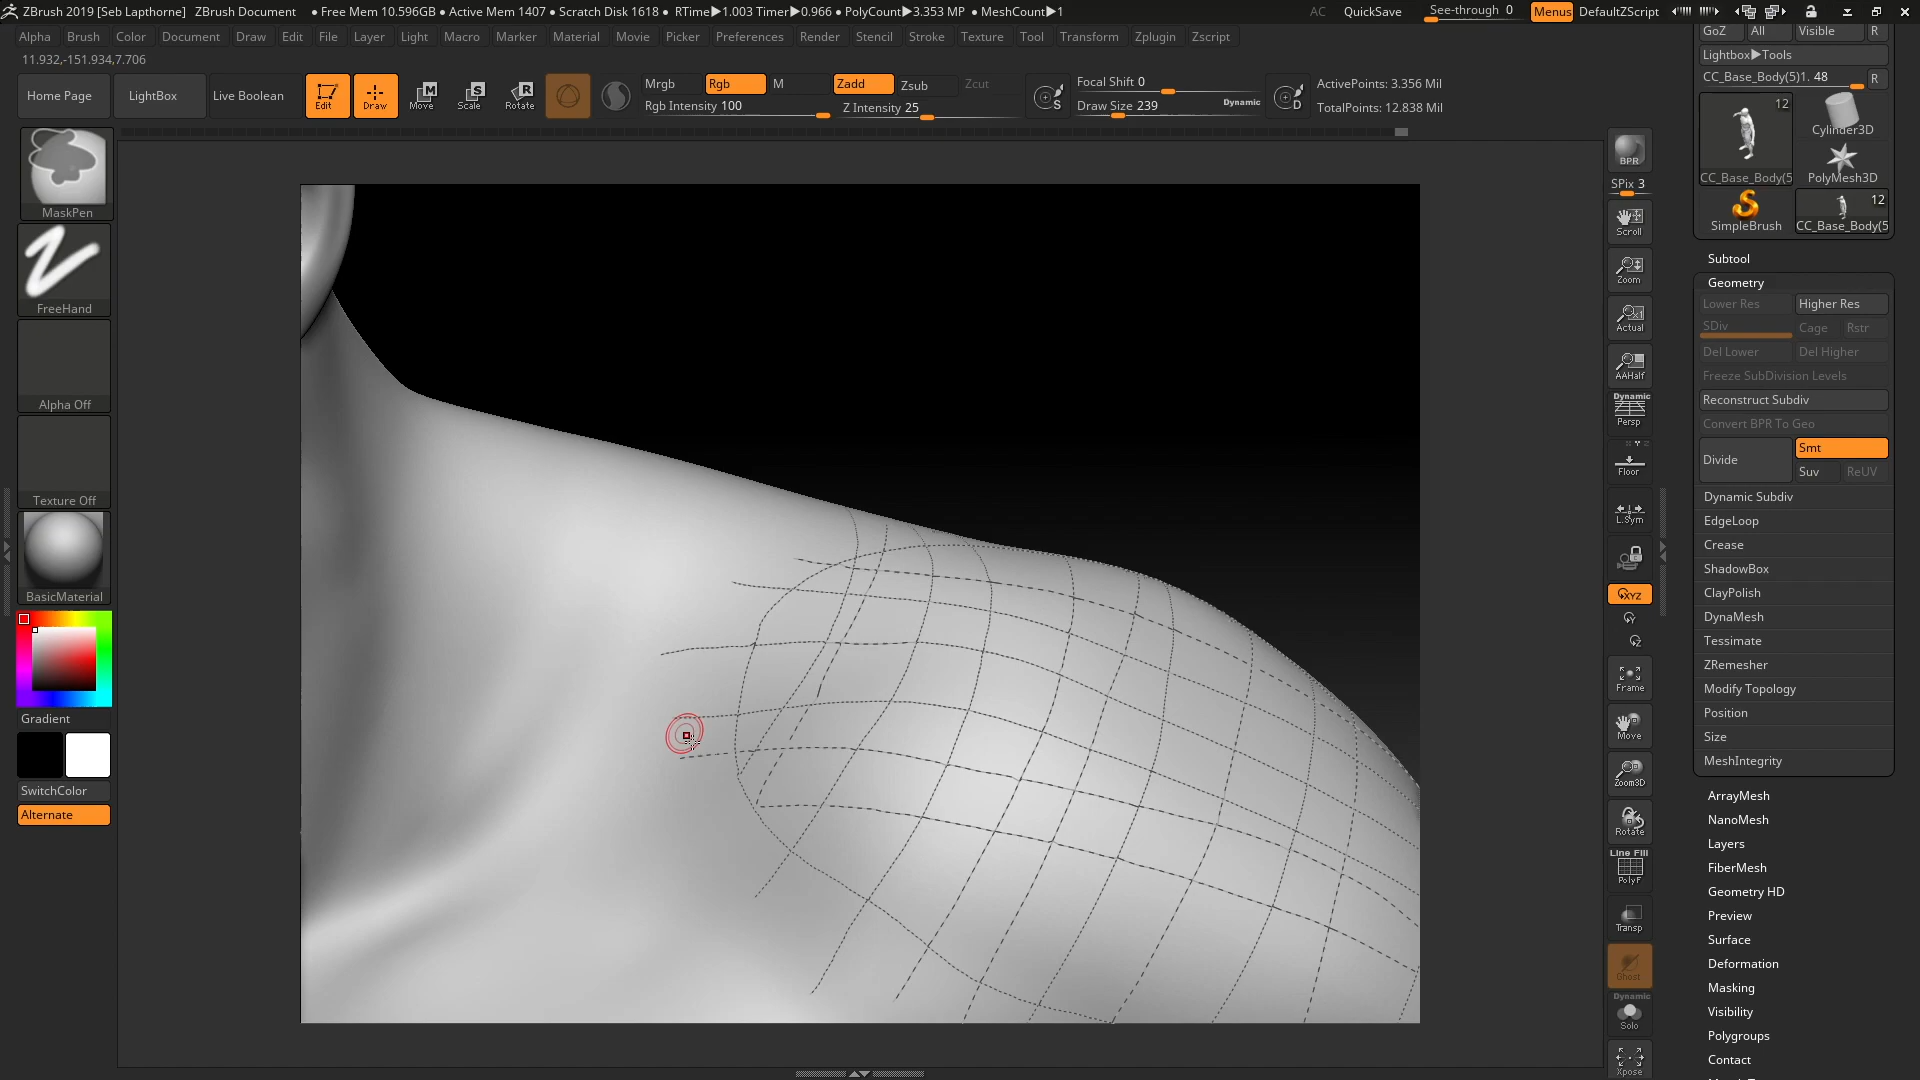 ZBrush 2019 [Seb Lapthorne] ZBrush Document ● Free Mem 10.596GB ● Active Mem 1407 ● Scratch Disk 1618 ● RTime▶1.003 Timer▶0.966 ● PolyCount▶3.353 MP ● MeshCount▶1 AC QuickSave See-through 0 Menus DefaultZScript
Alpha Brush Color Document Draw Edit File Layer Light Macro Marker Material Movie Picker Preferences Render Stencil Stroke Texture Tool Transform Zplugin Zscript
11.932,-151.934,7.706
Home Page LightBox Live Boolean Edit Draw Move Scale Rotate
Mrgb Rgb M Zadd Zsub Zcut
Rgb Intensity 100 Z Intensity 25
S Focal Shift 0
Draw Size 239 Dynamic
D ActivePoints: 3.356 Mil
TotalPoints: 12.838 Mil
MaskPen
FreeHand
Alpha Off
Texture Off
BasicMaterial
Gradient
SwitchColor
Alternate
BPR
SPix 3
Scroll
Zoom
Actual
AAHalf
Dynamic
Persp
Floor
L.Sym
XYZ
Y
Z
Frame
Move
Zoom3D
Rotate
Line Fill
PolyF
Transp
Ghost
Dynamic
Solo
Xpose
GoZ All Visible R
Lightbox▶Tools
CC_Base_Body(5)1. 48 R
12
CC_Base_Body(5
Cylinder3D
PolyMesh3D
SimpleBrush
12
CC_Base_Body(5
Subtool
Geometry
Lower Res Higher Res
SDiv Cage Rstr
Del Lower Del Higher
Freeze SubDivision Levels
Reconstruct Subdiv
Convert BPR To Geo
Divide Smt
Suv ReUV
Dynamic Subdiv
EdgeLoop
Crease
ShadowBox
ClayPolish
DynaMesh
Tessimate
ZRemesher
Modify Topology
Position
Size
MeshIntegrity
ArrayMesh
NanoMesh
Layers
FiberMesh
Geometry HD
Preview
Surface
Deformation
Masking
Visibility
Polygroups
Contact